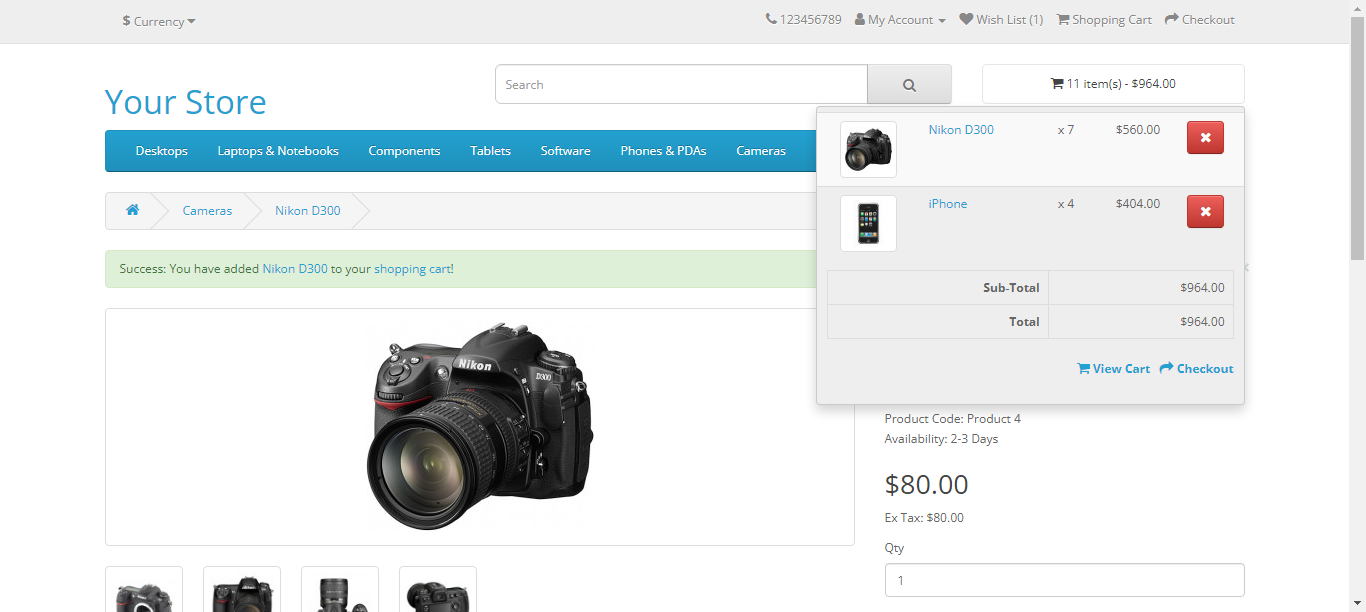 $ Currency
123456789 My Account Wish List (1) Shopping Cart Checkout
Your Store
Search
11 item(s) - $964.00
Desktops Laptops & Notebooks Components Tablets Software Phones & PDAs Cameras
Nikon D300 x 7 $560.00
iPhone x 4 $404.00
Sub-Total $964.00
Total $964.00
View Cart Checkout
Cameras Nikon D300
Success: You have added Nikon D300 to your shopping cart!
Nikon
D300
Product Code: Product 4
Availability: 2-3 Days
$80.00
Ex Tax: $80.00
Qty
1